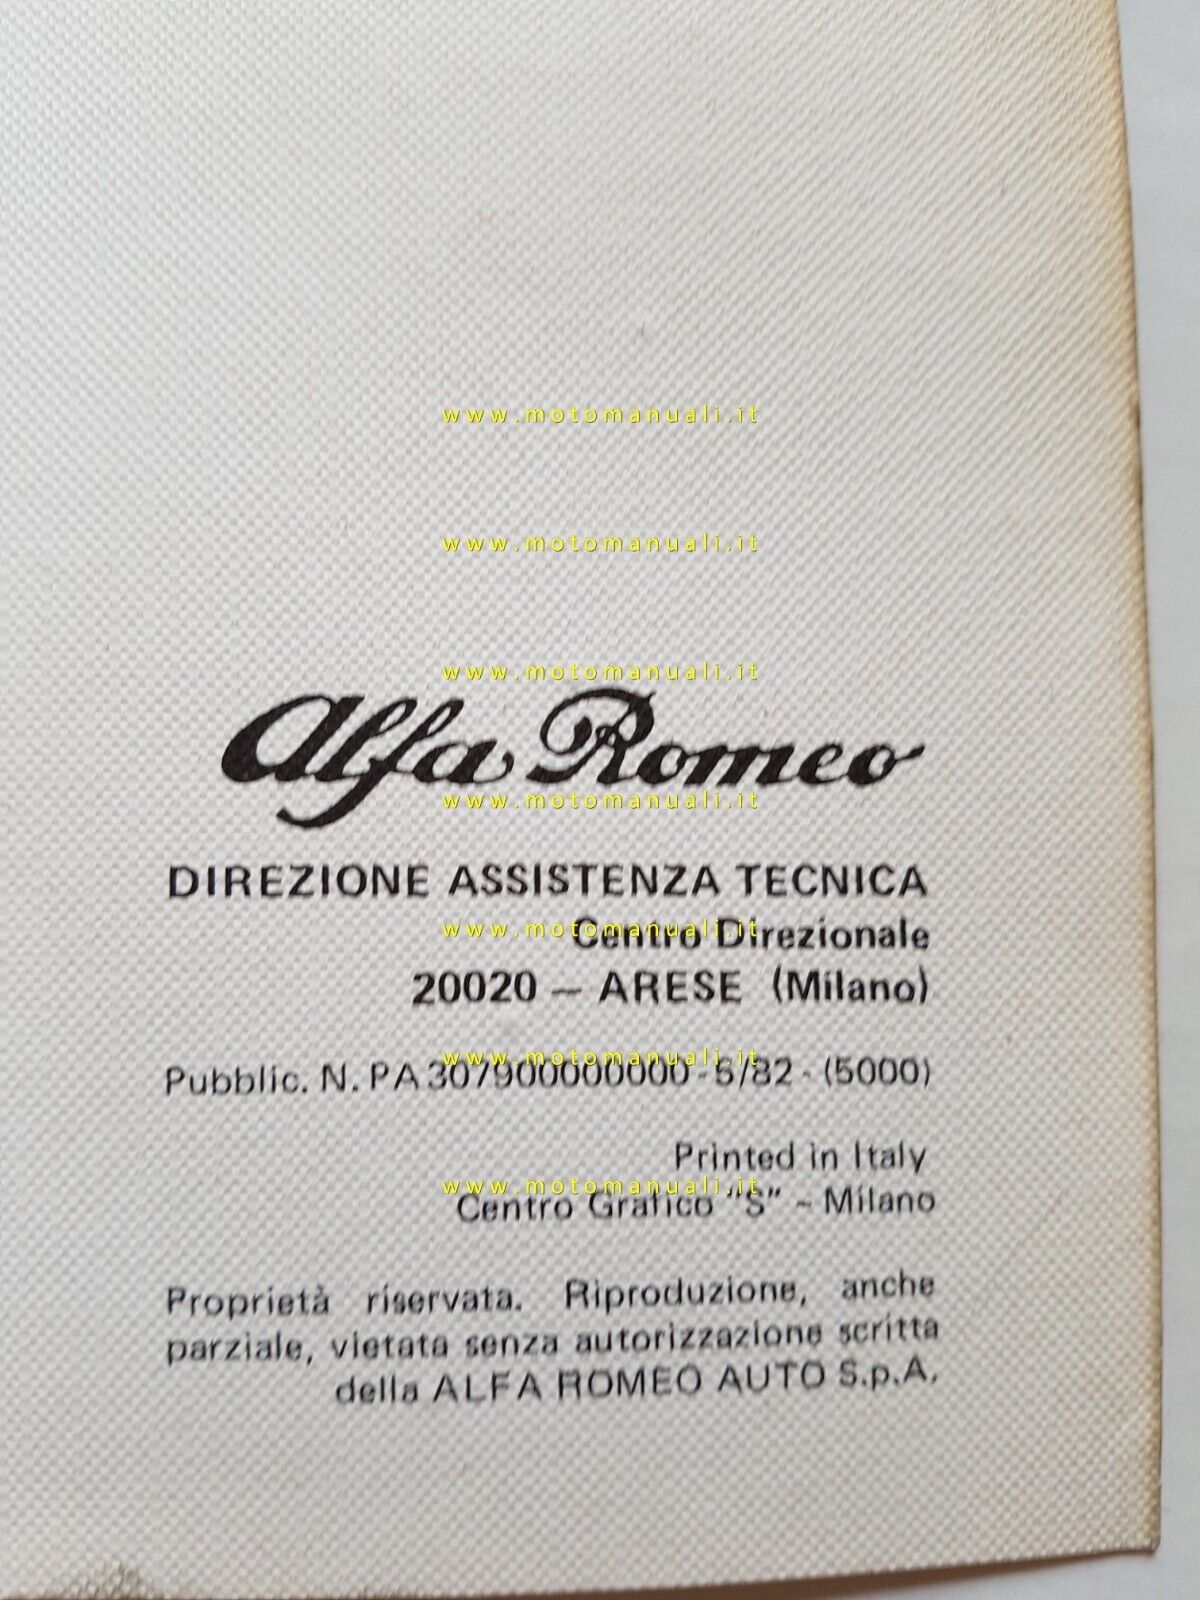 www.motomanuali.it
www.motomanuali.it
www.motomanuali.it
Alfa Romeo
www.motomanuali.it
DIREZIONE ASSISTENZA TECNICA
www.motomanuali.it
Centro Direzionale
20020 — ARESE (Milano)
www.motomanuali.it
Pubblic. N. PA307900000000 - 5/82 - (5000)
Printed in Italy
www.motomanuali.it
Centro Grafico "S" - Milano
Proprietà riservata. Riproduzione, anche
parziale, vietata senza autorizzazione scritta
della ALFA ROMEO AUTO S.p.A.